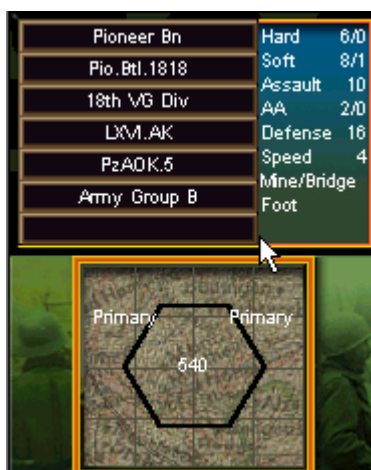 Pioneer Bn
Pio.Btl.1818
18th VG Div
LXVI.AK
PzAOK.5
Army Group B
Hard 6/0
Soft 8/1
Assault 10
AA 2/0
Defense 16
Speed 4
Mine/Bridge
Foot
Primary Primary
540